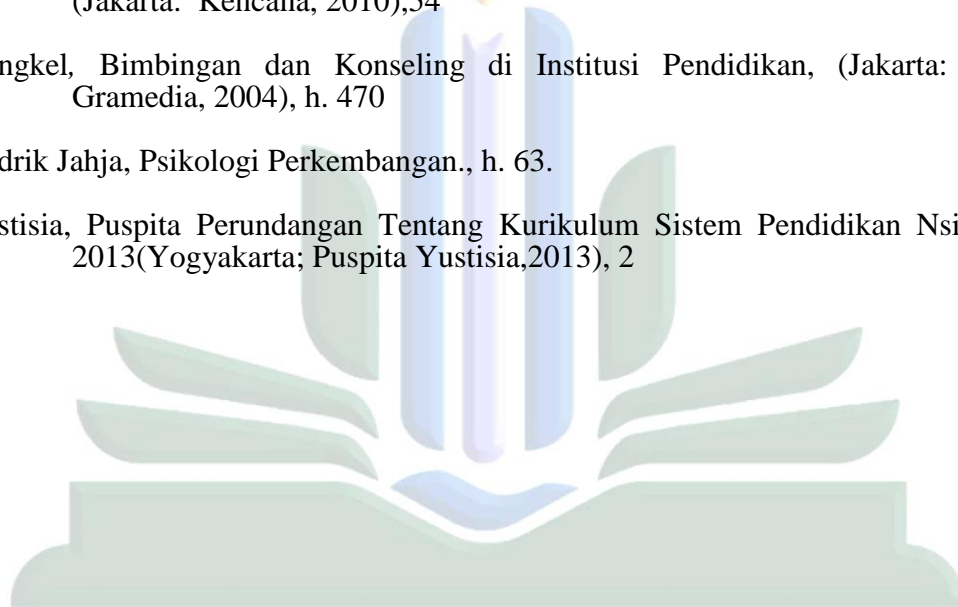 (Jakarta: Kencana, 2010),54
ngkel, Bimbingan dan Konseling di Institusi Pendidikan, (Jakarta:
Gramedia, 2004), h. 470
drik Jahja, Psikologi Perkembangan., h. 63.
stisia, Puspita Perundangan Tentang Kurikulum Sistem Pendidikan Nsi
2013(Yogyakarta; Puspita Yustisia,2013), 2